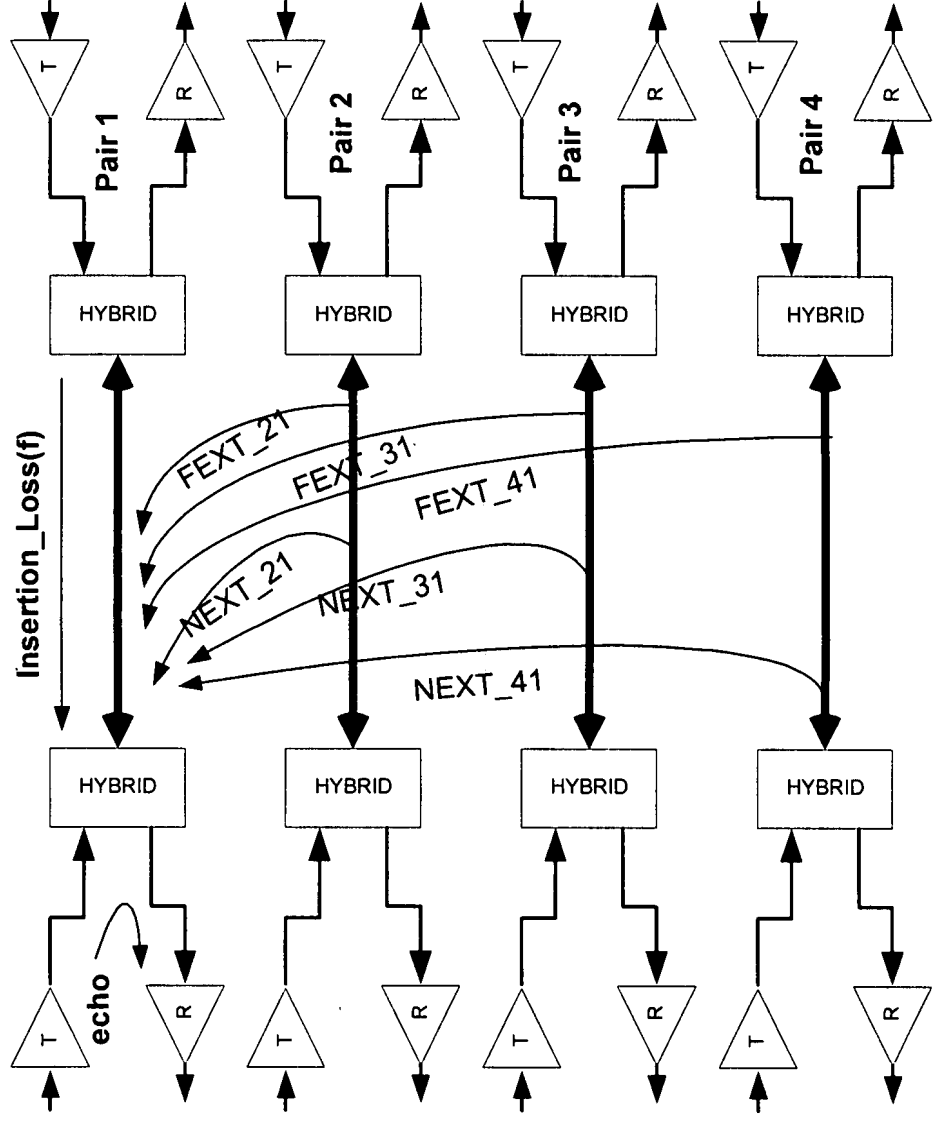 T
R
T
R
T
R
T
R
Pair 1
Pair 2
Pair 3
Pair 4
HYBRID
HYBRID
HYBRID
HYBRID
Insertion_Loss(f)
FEXT_21
FEXT_31
FEXT_41
NEXT_21
NEXT_31
NEXT_41
HYBRID
HYBRID
HYBRID
HYBRID
echo
T
R
T
R
T
R
T
R